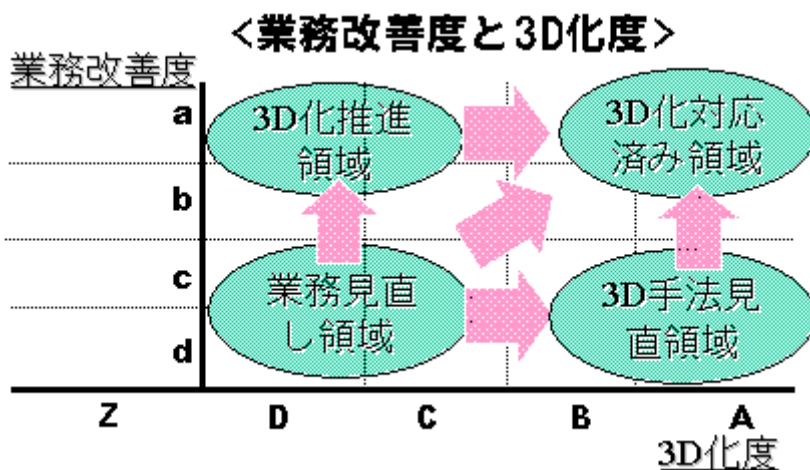 <業務改善度と3D化度>
業務改善度
a
3D化推進
領域
3D化対応
済み領域
b
c
業務見直
し領域
3D手法見
直領域
d
Z
D
C
B
A
3D化度